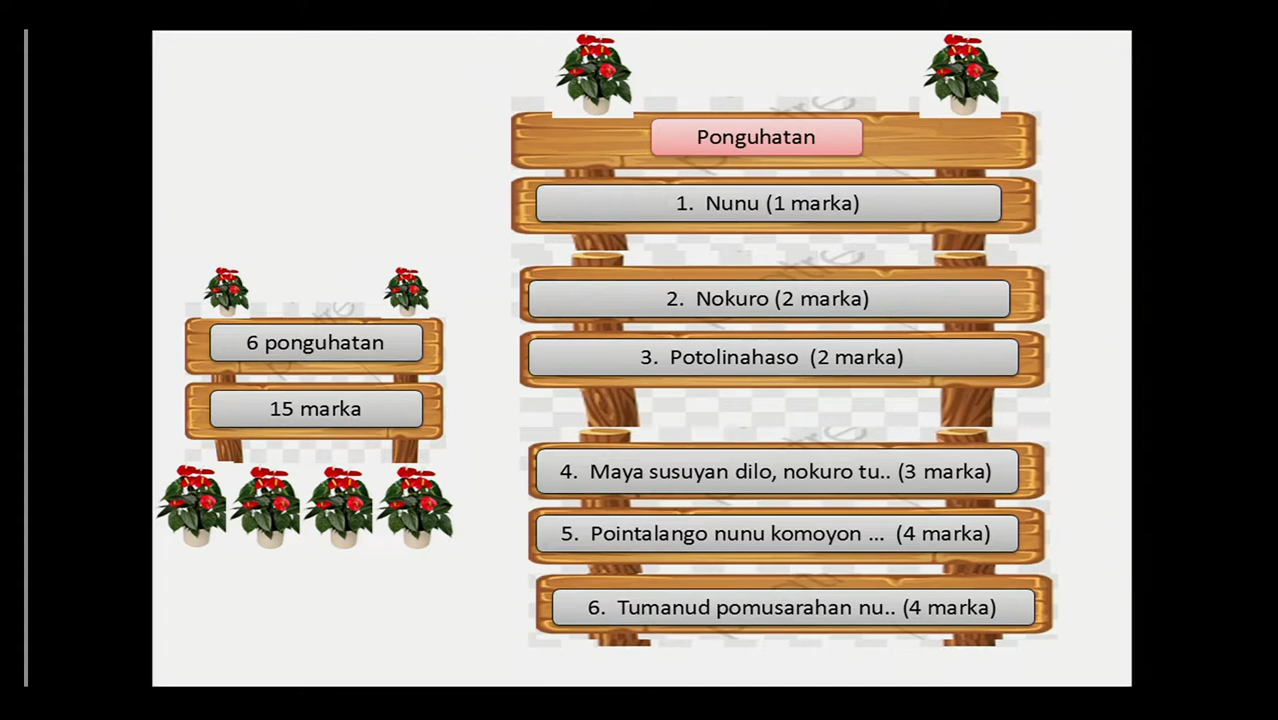 6 ponguhatan
15 marka
Ponguhatan
1. Nunu (1 marka)
2. Nokuro (2 marka)
3. Potolinahaso (2 marka)
4. Maya susuyan dilo, nokuro tu.. (3 marka)
5. Pointalango nunu komoyon ... (4 marka)
6. Tumanud pomusarahan nu.. (4 marka)